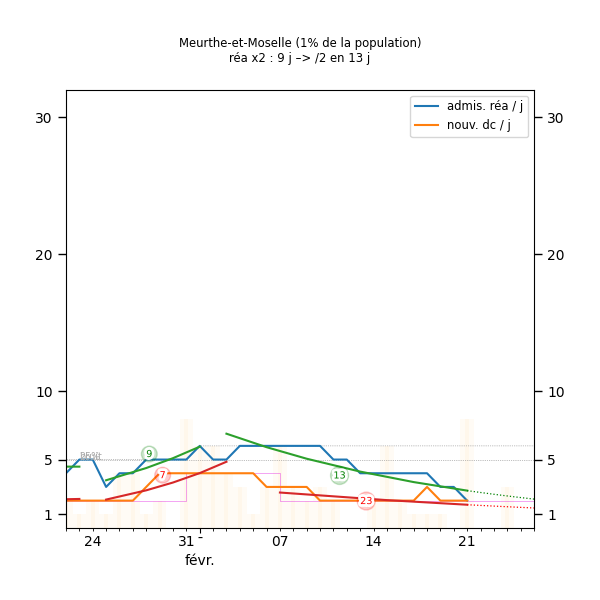 Meurthe-et-Moselle (1% de la population)
réa x2 : 9 j –> /2 en 13 j
admis. réa / j
nouv. dc / j
30 30
20 20
10 10
5 5
1 1
9
7
13
23
24 31 07 14 21
févr.